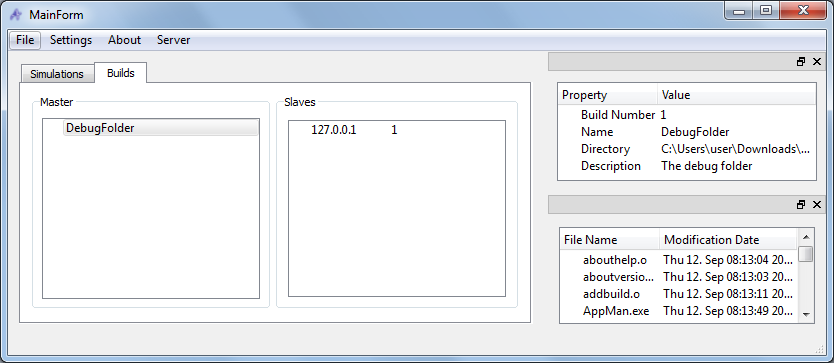 MainForm
File Settings About Server
Simulations Builds
Master
DebugFolder
Slaves
127.0.0.1 1
Property Value
Build Number 1
Name DebugFolder
Directory C:\Users\user\Downloads\...
Description The debug folder
File Name Modification Date
abouthelp.o Thu 12. Sep 08:13:04 20...
aboutversio... Thu 12. Sep 08:13:03 20...
addbuild.o Thu 12. Sep 08:13:11 20...
AppMan.exe Thu 12. Sep 08:13:49 20...